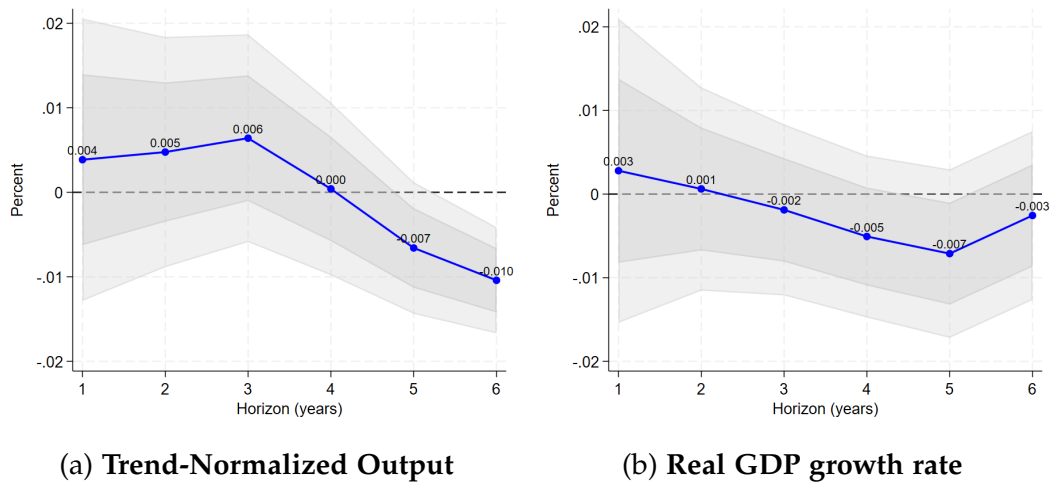 .02
.01
0
-.01
-.02
Percent
0.004
0.005
0.006
0.000
-0.007
-0.010
1 2 3 4 5 6
Horizon (years)
(a) Trend-Normalized Output
.02
.01
0
-.01
-.02
Percent
0.003
0.001
-0.002
-0.005
-0.007
-0.003
1 2 3 4 5 6
Horizon (years)
(b) Real GDP growth rate